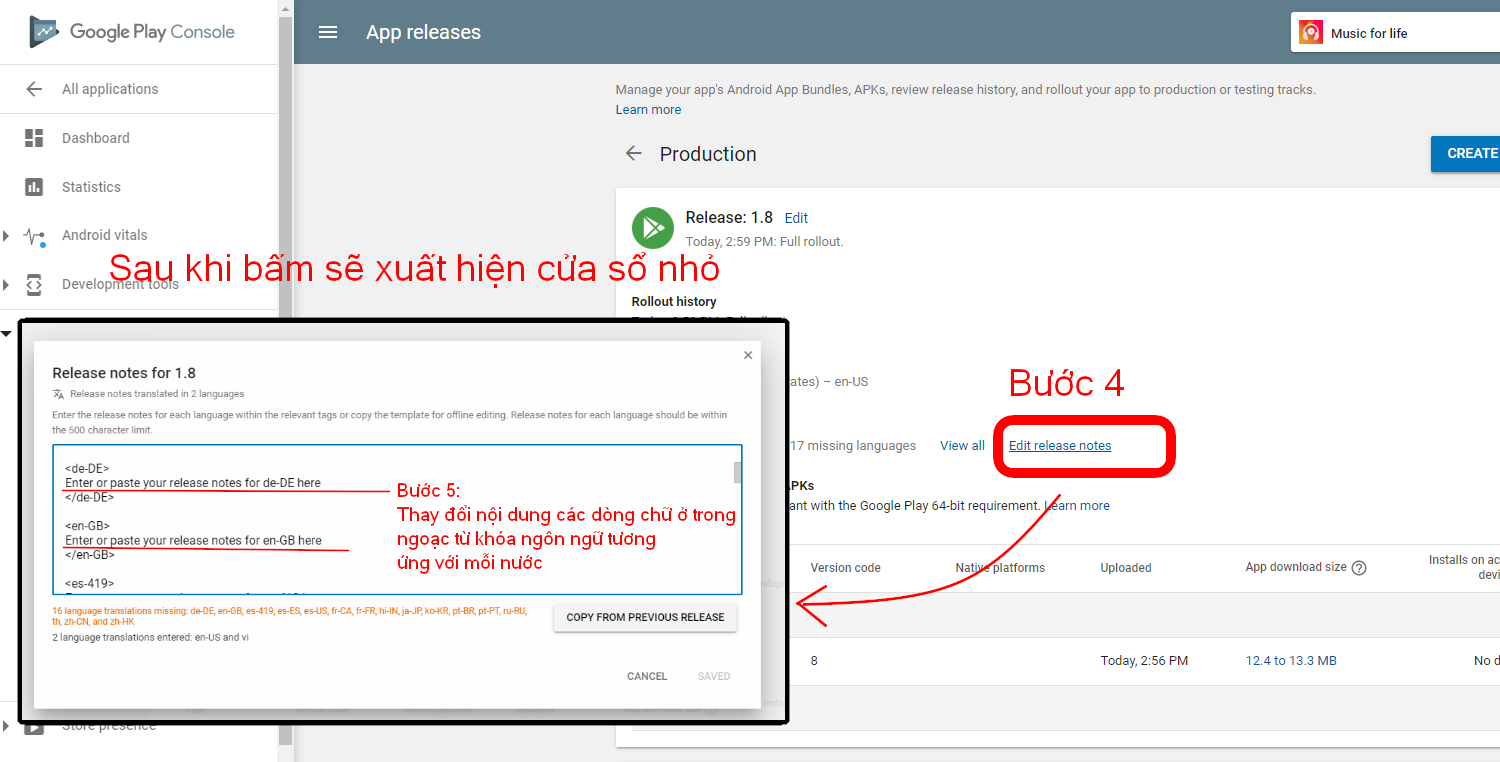 Google Play Console
App releases
Music for life
All applications
Dashboard
Statistics
Android vitals
Development tools
Manage your app's Android App Bundles, APKs, review release history, and rollout your app to production or testing tracks.
Learn more
Production
CREATE
Release: 1.8 Edit
Today, 2:59 PM: Full rollout.
Sau khi bấm sẽ xuất hiện cửa sổ nhỏ
Rollout history
Release notes for 1.8
Release notes translated in 2 languages
Enter the release notes for each language within the relevant tags or copy the template for offline editing. Release notes for each language should be within
the 500 character limit.
<de-DE>
Enter or paste your release notes for de-DE here
</de-DE>
<en-GB>
Enter or paste your release notes for en-GB here
</en-GB>
<es-419>
Bước 5:
Thay đổi nội dung các dòng chữ ở trong
ngoạc từ khóa ngôn ngữ tương
ứng với mỗi nước
16 language translations missing: de-DE, en-GB, es-419, es-ES, es-US, fr-CA, fr-FR, hi-IN, ja-JP, ko-KR, pt-BR, pt-PT, ru-RU,
th, zh-CN, and zh-HK
2 language translations entered: en-US and vi
COPY FROM PREVIOUS RELEASE
CANCEL SAVED
– en-US
Bước 4
17 missing languages View all Edit release notes
APKs
with the Google Play 64-bit requirement. Learn more
Version code Native platforms Uploaded App download size Installs on
8 Today, 2:56 PM 12.4 to 13.3 MB No
Store presence